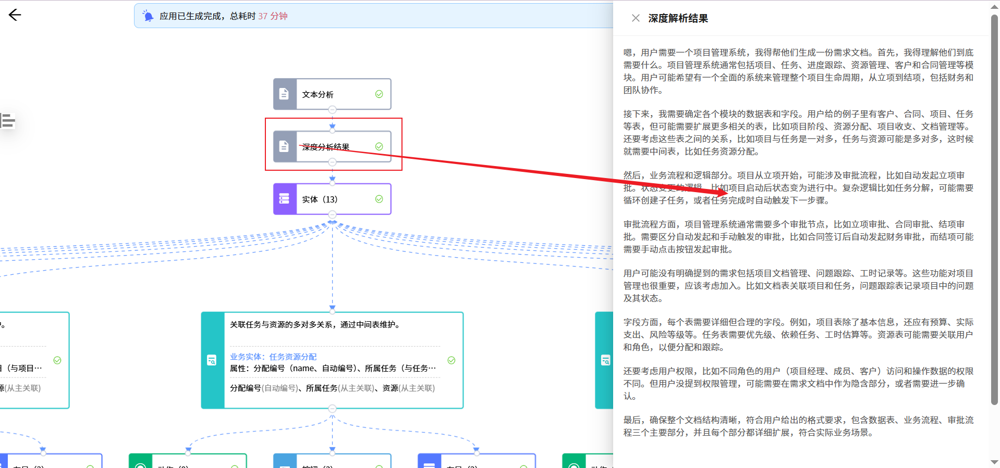 应用已生成完成，总耗时 37 分钟
文本分析
深度分析结果
实体（13）
。
关联任务与资源的多对多关系，通过中间表维护。
目（与项目…
业务实体：任务资源分配
属性：分配编号（name、自动编号）、所属任务（与任务…
源(从主关联)
分配编号(自动编号)、所属任务(从主关联)、资源(从主关联)
深度解析结果
嗯，用户需要一个项目管理系统，我得帮他们生成一份需求文档。首先，我得理解他们到底
需要什么。项目管理系统通常包括项目、任务、进度跟踪、资源管理、客户和合同管理等模
块。用户可能希望有一个全面的系统来管理整个项目生命周期，从立项到结项，包括财务和
团队协作。
接下来，我需要确定各个模块的数据表和字段。用户给的例子里有客户、合同、项目、任务
等表，但可能需要扩展更多相关的表，比如项目阶段、资源分配、项目收支、文档管理等。
还要考虑这些表之间的关系，比如项目与任务是一对多，任务与资源可能是多对多，这时候
就需要中间表，比如任务资源分配。
然后，业务流程和逻辑部分。项目从立项开始，可能涉及审批流程，比如自动发起立项审
批。状态变更的逻辑，比如项目启动后状态变为进行中。复杂逻辑比如任务分解，可能需要
循环创建子任务，或者任务完成时自动触发下一步骤。
审批流程方面，项目管理系统通常需要多个审批节点，比如立项审批、合同审批、结项审
批。需要区分自动发起和手动触发的审批，比如合同签订后自动发起财务审批，而结项可能
需要手动点击按钮发起审批。
用户可能没有明确提到的需求包括项目文档管理、问题跟踪、工时记录等。这些功能对项目
管理也很重要，应该考虑加入。比如文档表关联项目和任务，问题跟踪表记录项目中的问题
及其状态。
字段方面，每个表需要详细但合理的字段。例如，项目表除了基本信息，还应有预算、实际
支出、风险等级等。任务表需要优先级、依赖任务、工时估算等。资源表可能需要关联用户
和角色，以便分配和跟踪。
还要考虑用户权限，比如不同角色的用户（项目经理、成员、客户）访问和操作数据的权限
不同。但用户没提到权限管理，可能需要在需求文档中作为隐含部分，或者需要进一步确
认。
最后，确保整个文档结构清晰，符合用户给出的格式要求，包含数据表、业务流程、审批流
程三个主要部分，并且每个部分都详细扩展，符合实际业务场景。